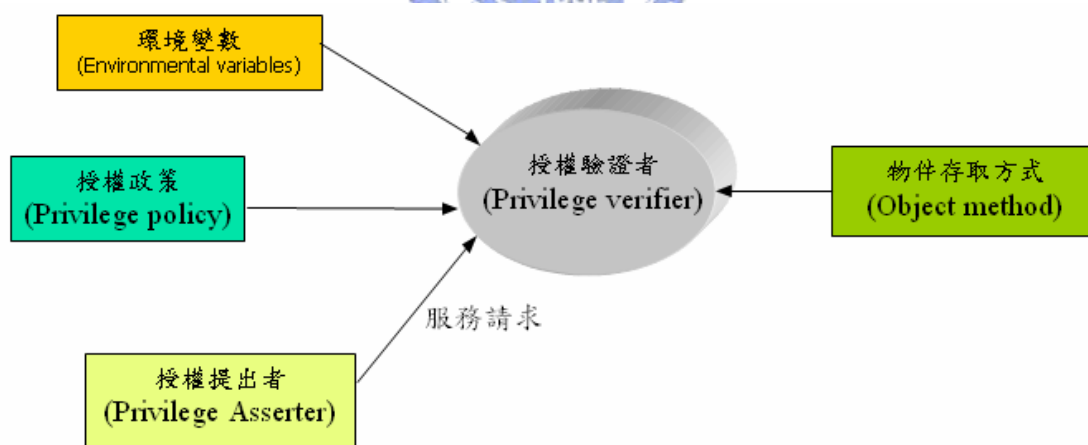 環境變數
(Environmental variables)
授權政策
(Privilege policy)
授權驗證者
(Privilege verifier)
物件存取方式
(Object method)
服務請求
授權提出者
(Privilege Asserter)